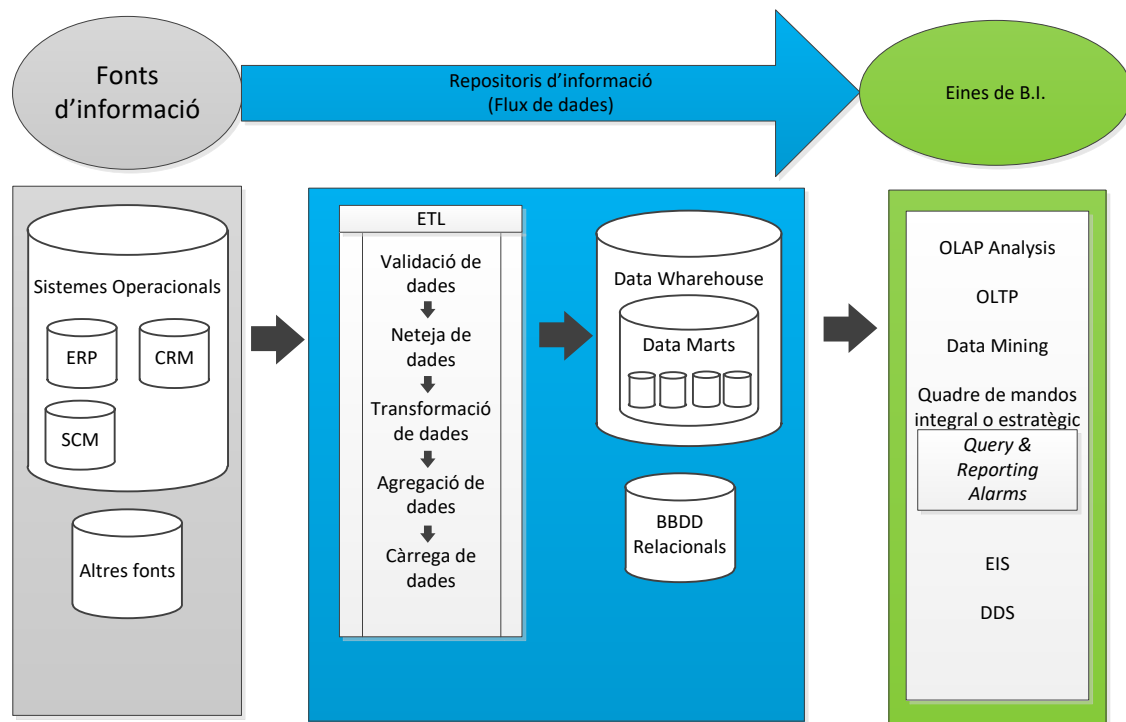 Fonts
d’informació
Repositoris d’informació
(Flux de dades)
Eines de B.I.
Sistemes Operacionals
ERP
CRM
SCM
Altres fonts
ETL
Validació de
dades
Neteja de
dades
Transformació
de dades
Agregació de
dades
Càrrega de
dades
Data Wharehouse
Data Marts
BBDD
Relacionals
OLAP Analysis
OLTP
Data Mining
Quadre de mandos
integral o estratègic
Query &
Reporting
Alarms
EIS
DDS